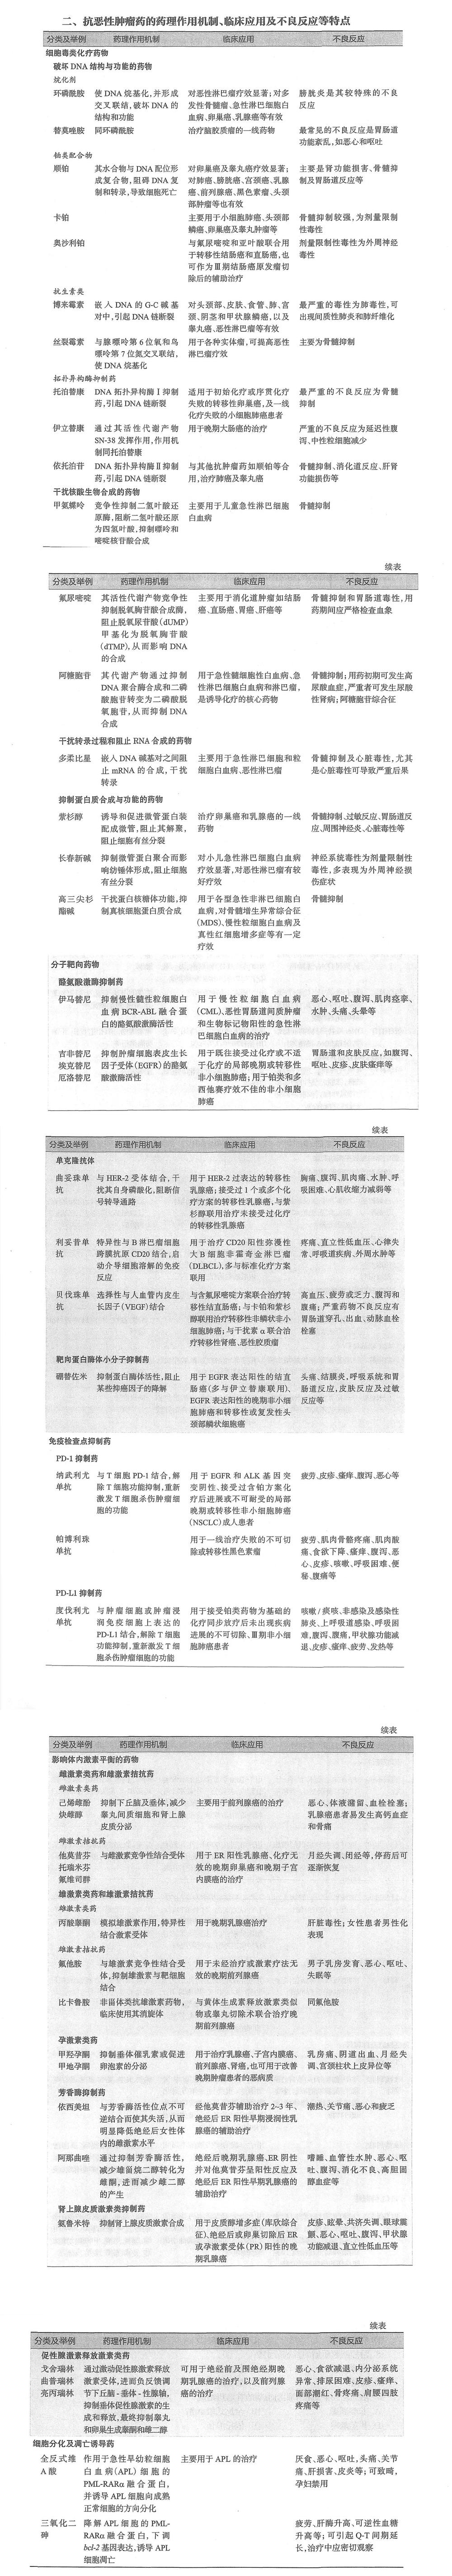 二、抗恶性肿瘤药的药理作用机制、临床应用及不良反应等特点
分类及举例 药理作用机制 临床应用 不良反应
细胞毒类化疗药物
破坏DNA结构与功能的药物
烷化剂
环磷酰胺 使DNA烷基化,并形成 对恶性淋巴瘤疗效显著;对多 膀胱炎是其较特殊的不良
交叉联结,破坏DNA的 发性骨髓瘤、急性淋巴细胞白 反应
结构和功能 血病、卵巢癌、乳腺癌等有效
替莫唑胺 同环磷酰胺 治疗脑胶质瘤的一线药物 最常见的不良反应是胃肠道
功能紊乱,如恶心和呕吐
铂类配合物
顺铂 其水合物与DNA配位形 对卵巢癌及睾丸癌疗效显著; 主要是肾功能损害、骨髓抑
成复合物,阻碍DNA复 对肺癌、膀胱癌、宫颈癌、乳腺 制及胃肠道反应等
制和转录,导致细胞死亡 癌、前列腺癌、黑色素瘤、头颈
部肿瘤等也有效
卡铂 主要用于小细胞肺癌、头颈部 骨髓抑制较强,为剂量限制
鳞癌、卵巢癌及睾丸肿瘤等 性毒性
奥沙利铂 与氟尿嘧啶和亚叶酸联合用 剂量限制性毒性为外周神经
于转移性结肠癌和直肠癌,也 毒性
可作为Ⅲ期结肠癌原发瘤切
除后的辅助治疗
抗生素类
博来霉素 嵌入DNA的G-C碱基 对头颈部、皮肤、食管、肺、宫 最严重的毒性为肺毒性,可
对中,引起DNA链断裂 颈、阴茎和甲状腺鳞癌,以及 出现间质性肺炎和肺纤维化
睾丸癌、恶性淋巴瘤等有效
丝裂霉素 与腺嘌呤第6位氧和鸟 用于各种实体瘤,可提高恶性 主要为骨髓抑制
嘌呤第7位氮交叉联结, 淋巴瘤疗效
使DNA烷基化
拓扑异构酶抑制药
托泊替康 DNA拓扑异构酶Ⅰ抑制 适用于初始化疗或序贯化疗 最严重的不良反应为骨髓
药,引起DNA链断裂 失败的转移性卵巢癌,及一线 抑制
化疗失败的小细胞肺癌患者
伊立替康 通过其活性代谢产物 用于晚期大肠癌的治疗 严重的不良反应为延迟性腹
SN-38发挥作用,作用机 泻、中性粒细胞减少
制同托泊替康
依托泊苷 DNA拓扑异构酶Ⅱ抑制 与其他抗肿瘤药如顺铂等合 骨髓抑制、消化道反应、肝肾
药,引起DNA链断裂 用,治疗肺癌及睾丸癌 功能损伤等
干扰核酸生物合成的药物
甲氨蝶呤 竞争性抑制二氢叶酸还 主要用于儿童急性淋巴细胞 骨髓抑制
原酶,阻断二氢叶酸还原 白血病
为四氢叶酸,抑制嘌呤和
嘧啶核苷酸合成
续表
分类及举例 药理作用机制 临床应用 不良反应
氟尿嘧啶 其活性代谢产物竞争性 主要用于消化道肿瘤如结肠 骨髓抑制和胃肠道毒性,用
抑制脱氧胸苷酸合成酶, 癌、直肠癌、胃癌、肝癌等 药期间应严格检查血象
阻止脱氧尿苷酸(dUMP)
甲基化为脱氧胸苷酸
(dTMP),从而影响DNA
的合成
阿糖胞苷 其代谢产物通过抑制 用于急性髓细胞性白血病、急 骨髓抑制;用药初期可发生高
DNA聚合酶合成和二磷 性淋巴细胞白血病和淋巴瘤, 尿酸血症,严重者可发生尿酸
酸胞苷转变为二磷酸脱 是诱导化疗的核心药物 性肾病;阿糖胞苷综合征
氧胞苷,从而抑制DNA
合成
干扰转录过程和阻止RNA合成的药物
多柔比星 嵌入DNA碱基对之间阻 主要用于急性淋巴细胞和粒 骨髓抑制及心脏毒性,尤其
止mRNA的合成,干扰 细胞白血病、恶性淋巴瘤 是心脏毒性可导致严重后果
转录
抑制蛋白质合成与功能的药物
紫杉醇 诱导和促进微管蛋白装 治疗卵巢癌和乳腺癌的一线 骨髓抑制、过敏反应、胃肠道反
配成微管,阻止其解聚, 药物 应、周围神经炎、心脏毒性等
阻止细胞有丝分裂
长春新碱 抑制微管蛋白聚合而影 对小儿急性淋巴细胞白血病 神经系统毒性为剂量限制性
响纺锤体形成,阻止细胞 疗效显著,对恶性淋巴瘤有较 毒性,多表现为外周神经损
有丝分裂 好疗效 伤症状
高三尖杉 干扰蛋白核糖体功能,抑 用于各型急性非淋巴细胞白 骨髓抑制
酯碱 制真核细胞蛋白质合成 血病,对骨髓增生异常综合征
(MDS)、慢性粒细胞白血病及
真性红细胞增多症等有一定
疗效
分子靶向药物
酪氨酸激酶抑制药
伊马替尼 抑制慢性髓性粒细胞白 用于慢性粒细胞白血病 恶心、呕吐、腹泻、肌肉痉挛、
血病BCR-ABL融合蛋 (CML)、恶性胃肠道间质肿瘤 水肿、头痛、头晕等
白的酪氨酸激酶活性 和生物标记物阳性的急性淋
巴细胞白血病的治疗
吉非替尼 抑制肿瘤细胞表皮生长 用于既往接受过化疗或不适 胃肠道和皮肤反应,如腹泻、
埃克替尼 因子受体(EGFR)的酪氨 于化疗的局部晚期或转移性 呕吐、皮疹、皮肤瘙痒等
厄洛替尼 酸激酶活性 非小细胞肺癌;用于铂类和多
西他赛疗效不佳的非小细胞
肺癌
续表
分类及举例 药理作用机制 临床应用 不良反应
单克隆抗体
曲妥珠单 与HER-2受体结合,干 用于HER-2过表达的转移性 胸痛、腹泻、肌肉痛、水肿、呼
抗 扰其自身磷酸化,阻断信 乳腺癌;接受过1个或多个化 吸困难、心肌收缩力减弱等
号转导通路 疗方案的转移性乳腺癌,与紫
杉醇联用治疗未接受过化疗
的转移性乳腺癌
利妥昔单 特异性与B淋巴瘤细胞 用于治疗CD20阳性弥漫性 疼痛、直立性低血压、心律失
抗 跨膜抗原CD20结合,启 大B细胞非霍奇金淋巴瘤 常、呼吸道疾病、外周水肿等
动介导细胞溶解的免疫 (DLBCL),多与标准化疗方案
反应 联用
贝伐珠单 选择性与人血管内皮生 与含氟尿嘧啶方案联合治疗转 高血压、疲劳或乏力、腹泻和
抗 长因子(VEGF)结合 移性结直肠癌;与卡铂和紫杉 腹痛;严重药物不良反应有
醇联用治疗转移性非鳞状非小 胃肠道穿孔、出血、动脉血栓
细胞肺癌;与干扰素α联合治 栓塞
疗转移性肾癌、恶性胶质瘤
靶向蛋白酶体小分子抑制药
硼替佐米 抑制蛋白酶体活性,阻止 用于EGFR表达阳性的结直 头痛、结膜炎,呼吸系统和胃
某些抑癌因子的降解 肠癌(多与伊立替康联用)、 肠道反应,皮肤反应及过敏
EGFR表达阳性的晚期非小细 反应等
胞肺癌和转移性或复发性头
颈部鳞状细胞癌
免疫检查点抑制药
PD-1抑制药
纳武利尤 与T细胞PD-1结合,解 用于EGFR和ALK基因突 疲劳、皮疹、瘙痒、腹泻、恶心等
单抗 除T细胞功能抑制,重新 变阴性、接受过含铂方案化
激发T细胞杀伤肿瘤细 疗后进展或不可耐受的局部
胞的功能 晚期或转移性非小细胞肺癌
(NSCLC)成人患者
帕博利珠 用于一线治疗失败的不可切 疲劳、肌肉骨骼疼痛、肌肉酸
单抗 除或转移性黑色素瘤 痛、食欲下降、瘙痒、腹泻、恶
心、皮疹、咳嗽、呼吸困难、便
秘、腹痛等
PD-L1抑制药
度伐利尤 与肿瘤细胞或肿瘤浸 用于接受铂类药物为基础的 咳嗽/痰咳、非感染及感染性
单抗 润免疫细胞上表达的 化疗同步放疗后未出现疾病 肺炎、上呼吸道感染、呼吸困
PD-L1结合,解除T细胞 进展的不可切除、Ⅲ期非小细 难,腹泻、腹痛,甲状腺功能减
功能抑制,重新激发T细 胞肺癌患者 退、皮疹、瘙痒、疲劳、发热等
胞杀伤肿瘤细胞的功能
续表
分类及举例 药理作用机制 临床应用 不良反应
影响体内激素平衡的药物
雌激素类药和雌激素拮抗药
雌激素类药
己烯雌酚 抑制下丘脑及垂体,减少 主要用于前列腺癌的治疗 恶心、体液潴留、血栓栓塞;
炔雌醇 睾丸间质细胞和肾上腺 乳腺癌患者易发生高钙血症
皮质分泌 和骨痛
雌激素拮抗药
他莫昔芬 与雌激素竞争性结合受体 用于ER阳性乳腺癌、化疗无 月经失调、闭经等,停药后可
托瑞米芬 效的晚期卵巢癌和晚期子宫 逐渐恢复
氟维司群 内膜癌的治疗
雄激素类药和雄激素拮抗药
雄激素类药
丙酸睾酮 模拟雄激素作用,特异性 用于晚期乳腺癌治疗 肝脏毒性;女性患者男性化
结合激素受体 表现
雄激素拮抗药
氟他胺 与雄激素竞争性结合受 用于未经治疗或激素疗法无 男子乳房发育、恶心、呕吐、
体,抑制雄激素与靶细胞 效的晚期前列腺癌 失眠等
结合
比卡鲁胺 非甾体类抗雄激素药物, 与黄体生成素释放激素类似 同氟他胺
临床使用其消旋体 物或睾丸切除术联合治疗晚
期前列腺癌
孕激素类药
甲羟孕酮 抑制垂体催乳素或促进 用于治疗乳腺癌、子宫内膜癌、 乳房痛、阴道出血、月经失
甲地孕酮 卵泡素的分泌 前列腺癌、肾癌,也可用于改善 调、宫颈柱状上皮异位等
晚期肿瘤患者的恶病质
芳香酶抑制药
依西美坦 与芳香酶活性位点不可 经他莫昔芬辅助治疗2~3年、 潮热、关节痛、恶心和疲乏
逆结合而使其失活,从而 绝经后ER阳性早期浸润性乳
明显降低绝经后女性体 腺癌的辅助治疗
内的雌激素水平
阿那曲唑 通过抑制芳香酶活性, 绝经后晚期乳腺癌、ER阴性 嗜睡、血管性水肿、恶心、呕
减少雄甾烷二醇转化为 并对他莫昔芬呈阳性反应及 吐、腹泻、消化不良、高胆固
雌酮,进而减少雌二醇 绝经后ER阳性早期乳腺癌的 醇血症等
的产生 辅助治疗
肾上腺皮质激素类抑制药
氨鲁米特 抑制肾上腺皮质激素合成 用于皮质醇增多症(库欣综合 皮疹、眩晕、共济失调、眼球震
征)、绝经后或卵巢切除后ER 颤、恶心、呕吐、腹泻、甲状腺
或孕激素受体(PR)阳性的晚 功能减退、直立性低血压等
期乳腺癌
续表
分类及举例 药理作用机制 临床应用 不良反应
促性腺激素释放激素类药
戈舍瑞林 通过激动促性腺激素释放 可用于绝经前及围绝经期晚 恶心、食欲减退、内分泌系统
曲普瑞林 激素受体,进而负反馈调 期乳腺癌的治疗,以及前列腺 异常、排尿困难、皮疹、瘙痒、
亮丙瑞林 节下丘脑-垂体-性腺轴, 癌的治疗 面部潮红、骨疼痛、肩腰四肢
抑制垂体促性腺激素的生 疼痛等
成和释放,最终抑制睾丸
和卵巢生成睾酮和雌二醇
细胞分化及凋亡诱导药
全反式维 作用于急性早幼粒细胞 主要用于APL的治疗 厌食、恶心、呕吐,头痛、关节
A酸 白血病(APL)细胞的 痛、肝损害、皮炎等;可致畸,
PML-RARα融合蛋白, 孕妇禁用
并诱导APL细胞向成熟
正常细胞的方向分化
三氧化二 降解APL细胞的PML- 疲劳、肝酶升高、可逆性血糖
砷 RARα融合蛋白,下调 升高等;可引起Q-T间期延
bcl-2基因表达,诱导APL 长,治疗中应密切观察
细胞凋亡